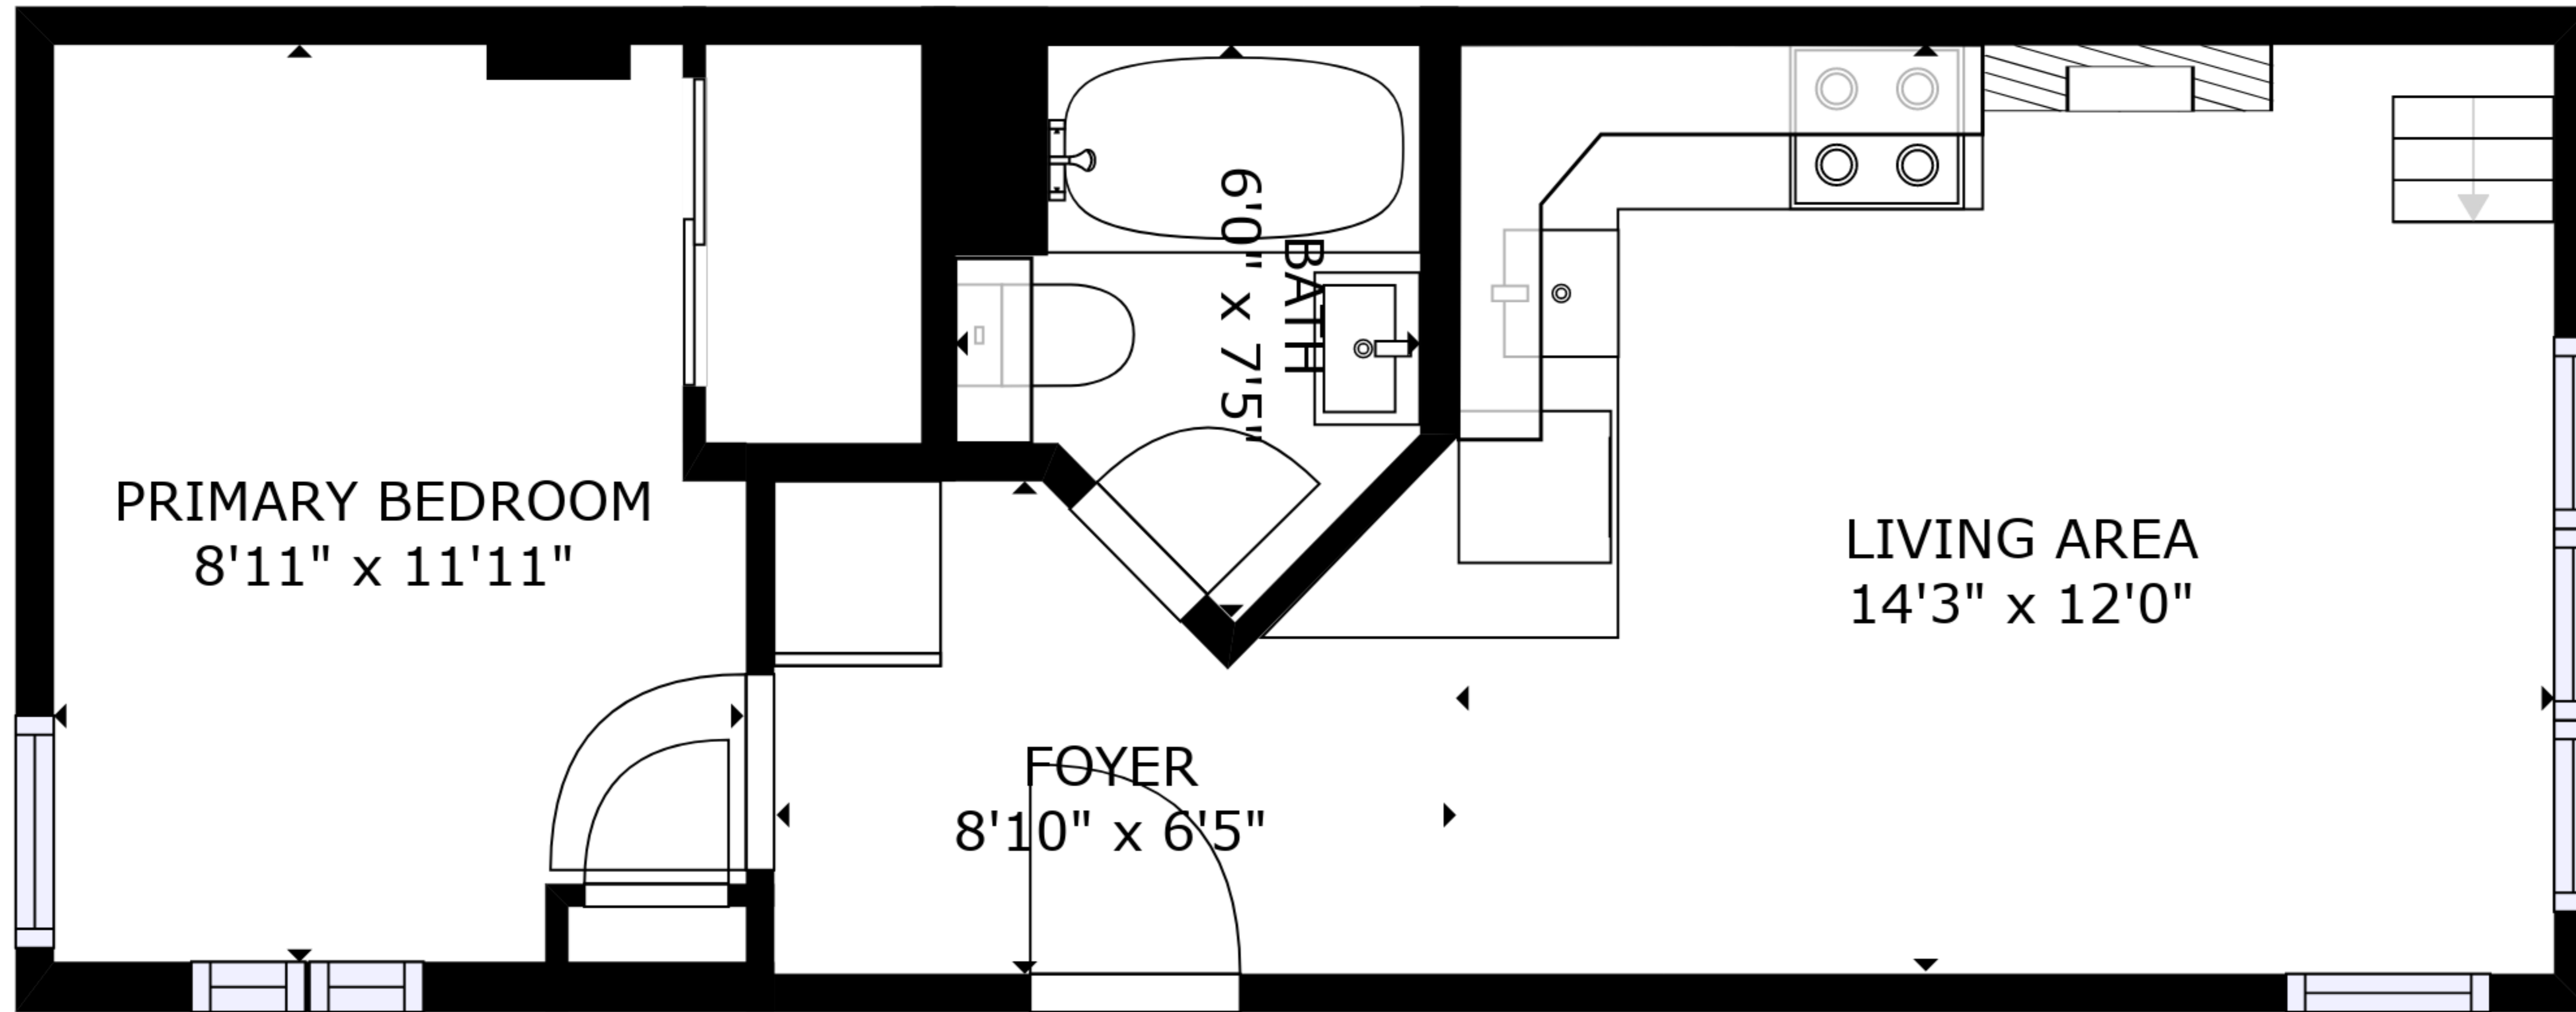 PRIMARY BEDROOM
8'11" x 11'11"
BATH
6'0" x 7'5"
FOYER
8'10" x 6'5"
LIVING AREA
14'3" x 12'0"